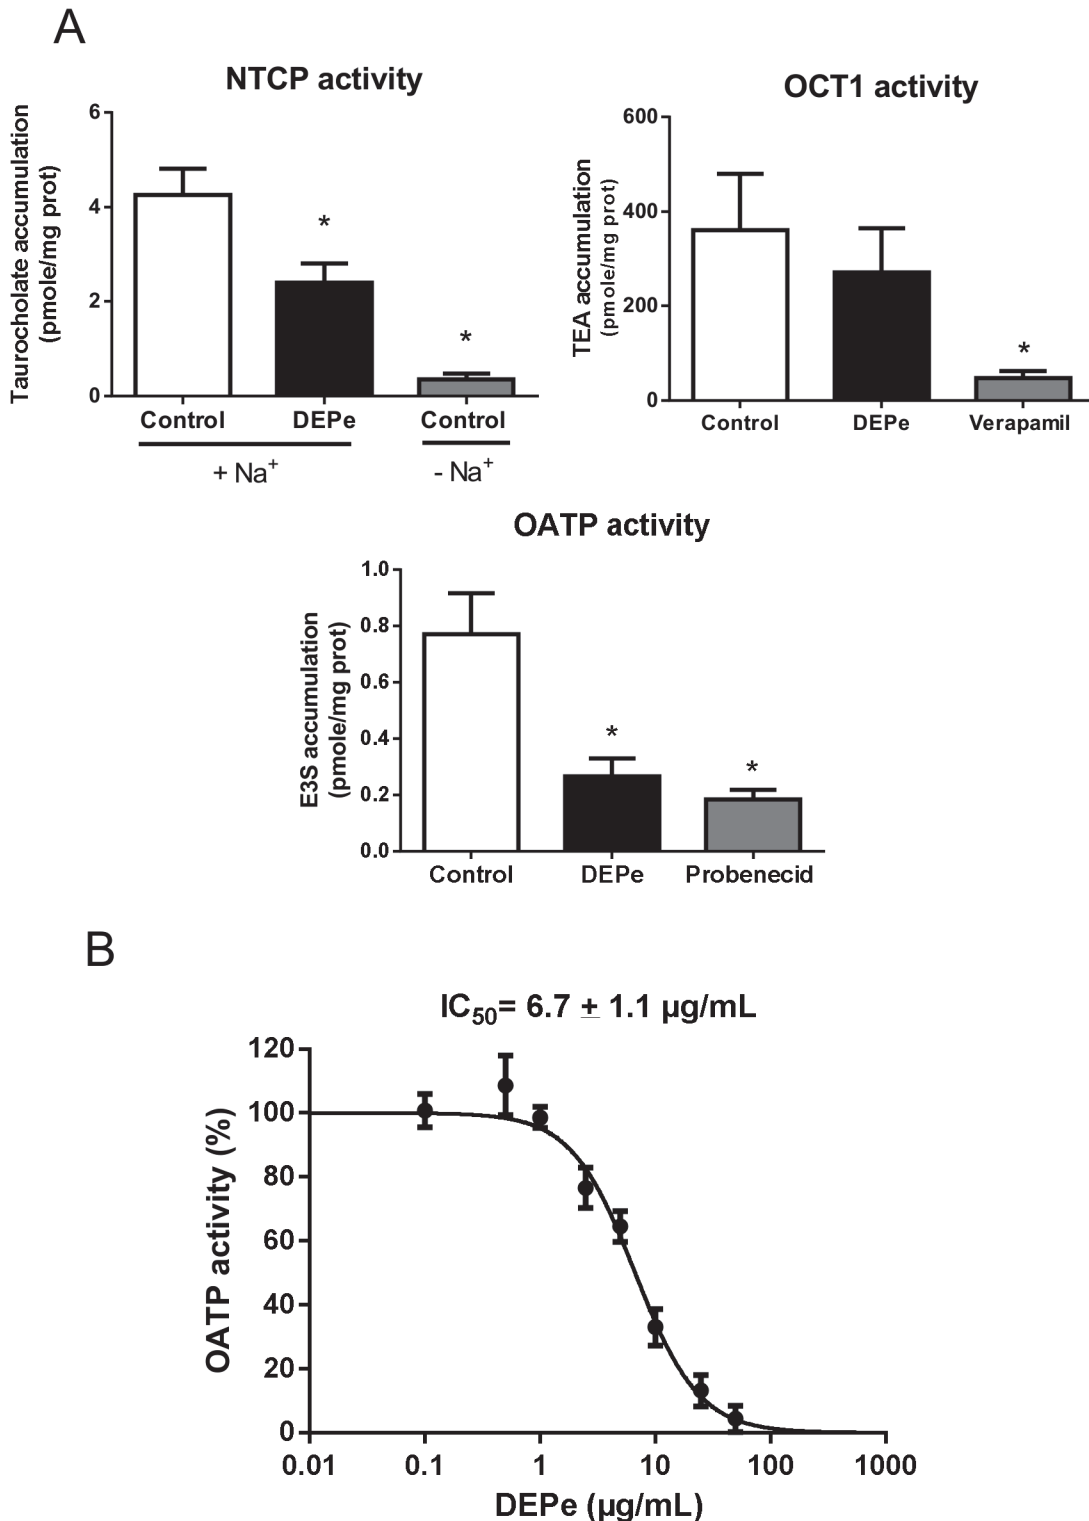 A
NTCP activity
Taurocholate accumulation
(pmole/mg prot)
6
4
2
0
*
*
Control DEPe Control
+ Na⁺ - Na⁺
OCT1 activity
TEA accumulation
(pmole/mg prot)
600
400
200
0
*
Control DEPe Verapamil
OATP activity
E3S accumulation
(pmole/mg prot)
1.0
0.8
0.6
0.4
0.2
0.0
*
*
Control DEPe Probenecid
B
IC₅₀= 6.7 ± 1.1 µg/mL
OATP activity (%)
120
100
80
60
40
20
0
0.01 0.1 1 10 100 1000
DEPe (µg/mL)